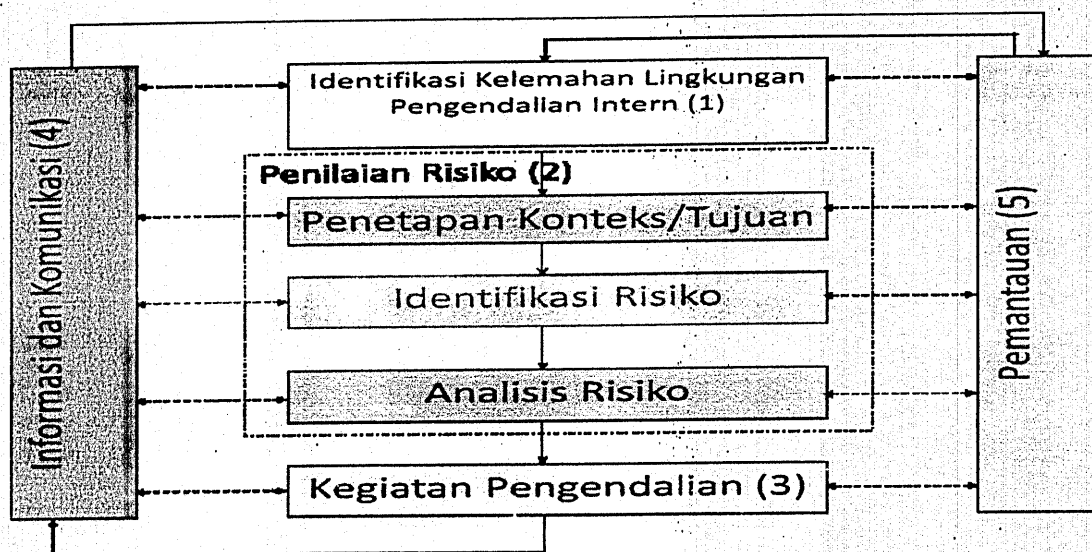 Identifikasi Kelemahan Lingkungan
Pengendalian Intern (1)
Penilaian Risiko (2)
Penetapan Konteks/Tujuan
Identifikasi Risiko
Analisis Risiko
Kegiatan Pengendalian (3)
Informasi dan Komunikasi (4)
Pemantauan (5)